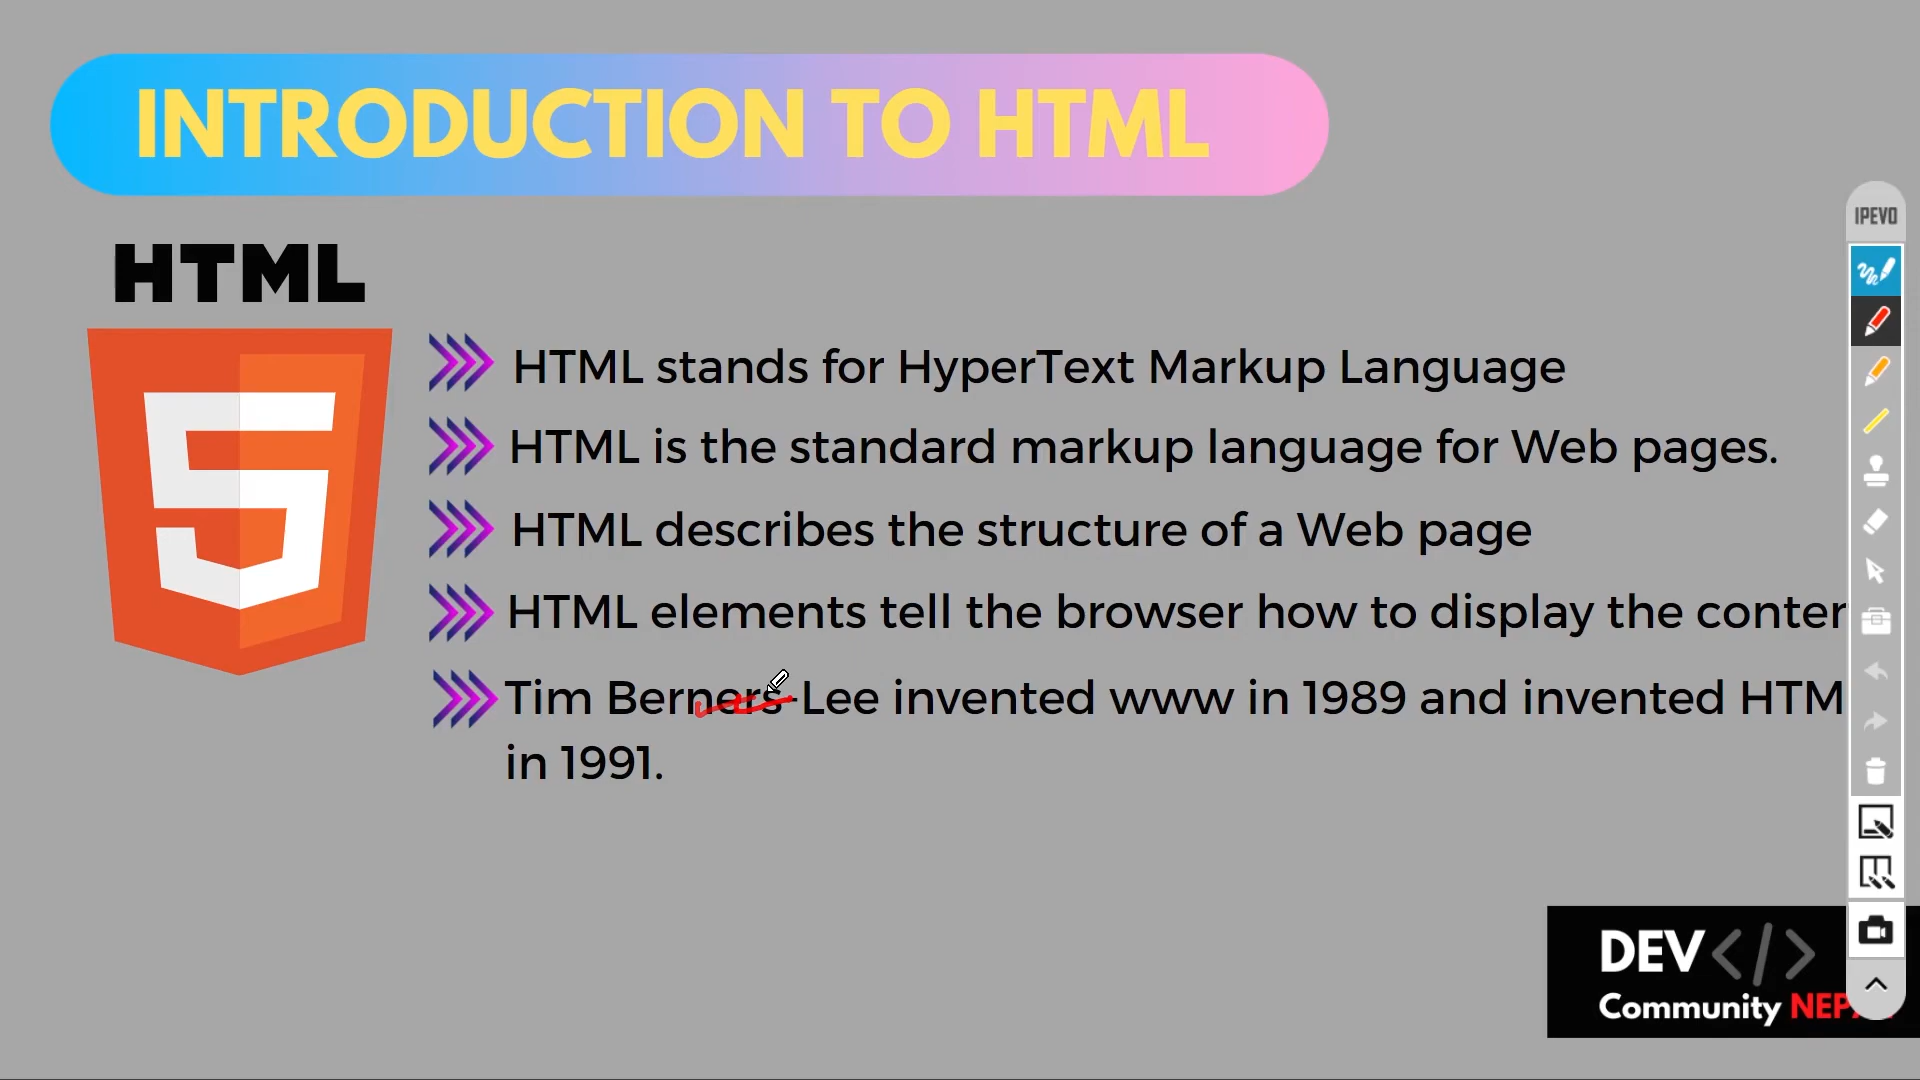 INTRODUCTION TO HTML
IPEVO
HTML
5
HTML stands for HyperText Markup Language
HTML is the standard markup language for Web pages.
HTML describes the structure of a Web page
HTML elements tell the browser how to display the
Tim Berners-Lee invented www in 1989 and invented HTM
in 1991.
DEV</>
Community